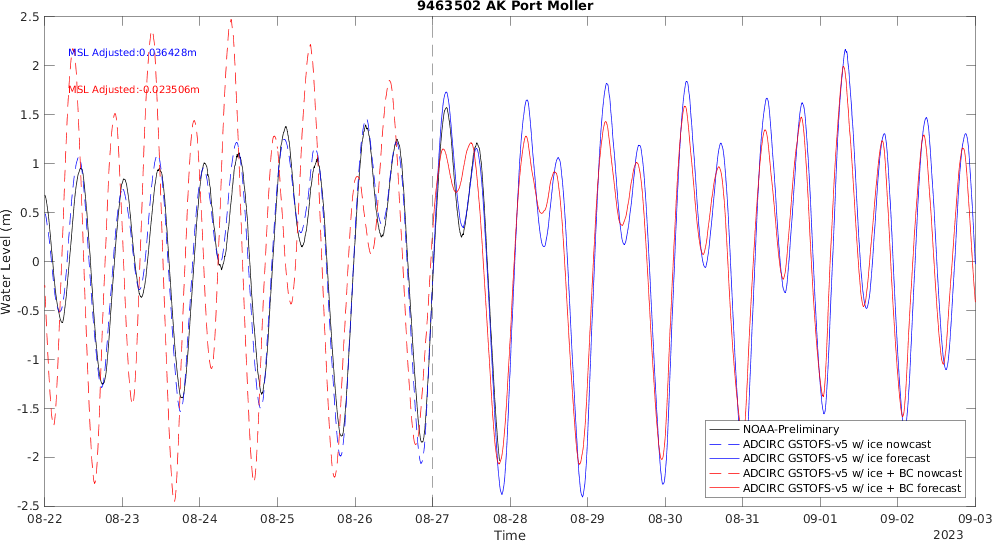 9463502 AK Port Moller
MSL Adjusted:0.036428m
MSL Adjusted:-0.023506m
Water Level (m)
2.5
2
1.5
1
0.5
0
-0.5
-1
-1.5
-2
-2.5
NOAA-Preliminary
ADCIRC GSTOFS-v5 w/ ice nowcast
ADCIRC GSTOFS-v5 w/ ice forecast
ADCIRC GSTOFS-v5 w/ ice + BC nowcast
ADCIRC GSTOFS-v5 w/ ice + BC forecast
08-22 08-23 08-24 08-25 08-26 08-27 08-28 08-29 08-30 08-31 09-01 09-02 09-03
Time
2023